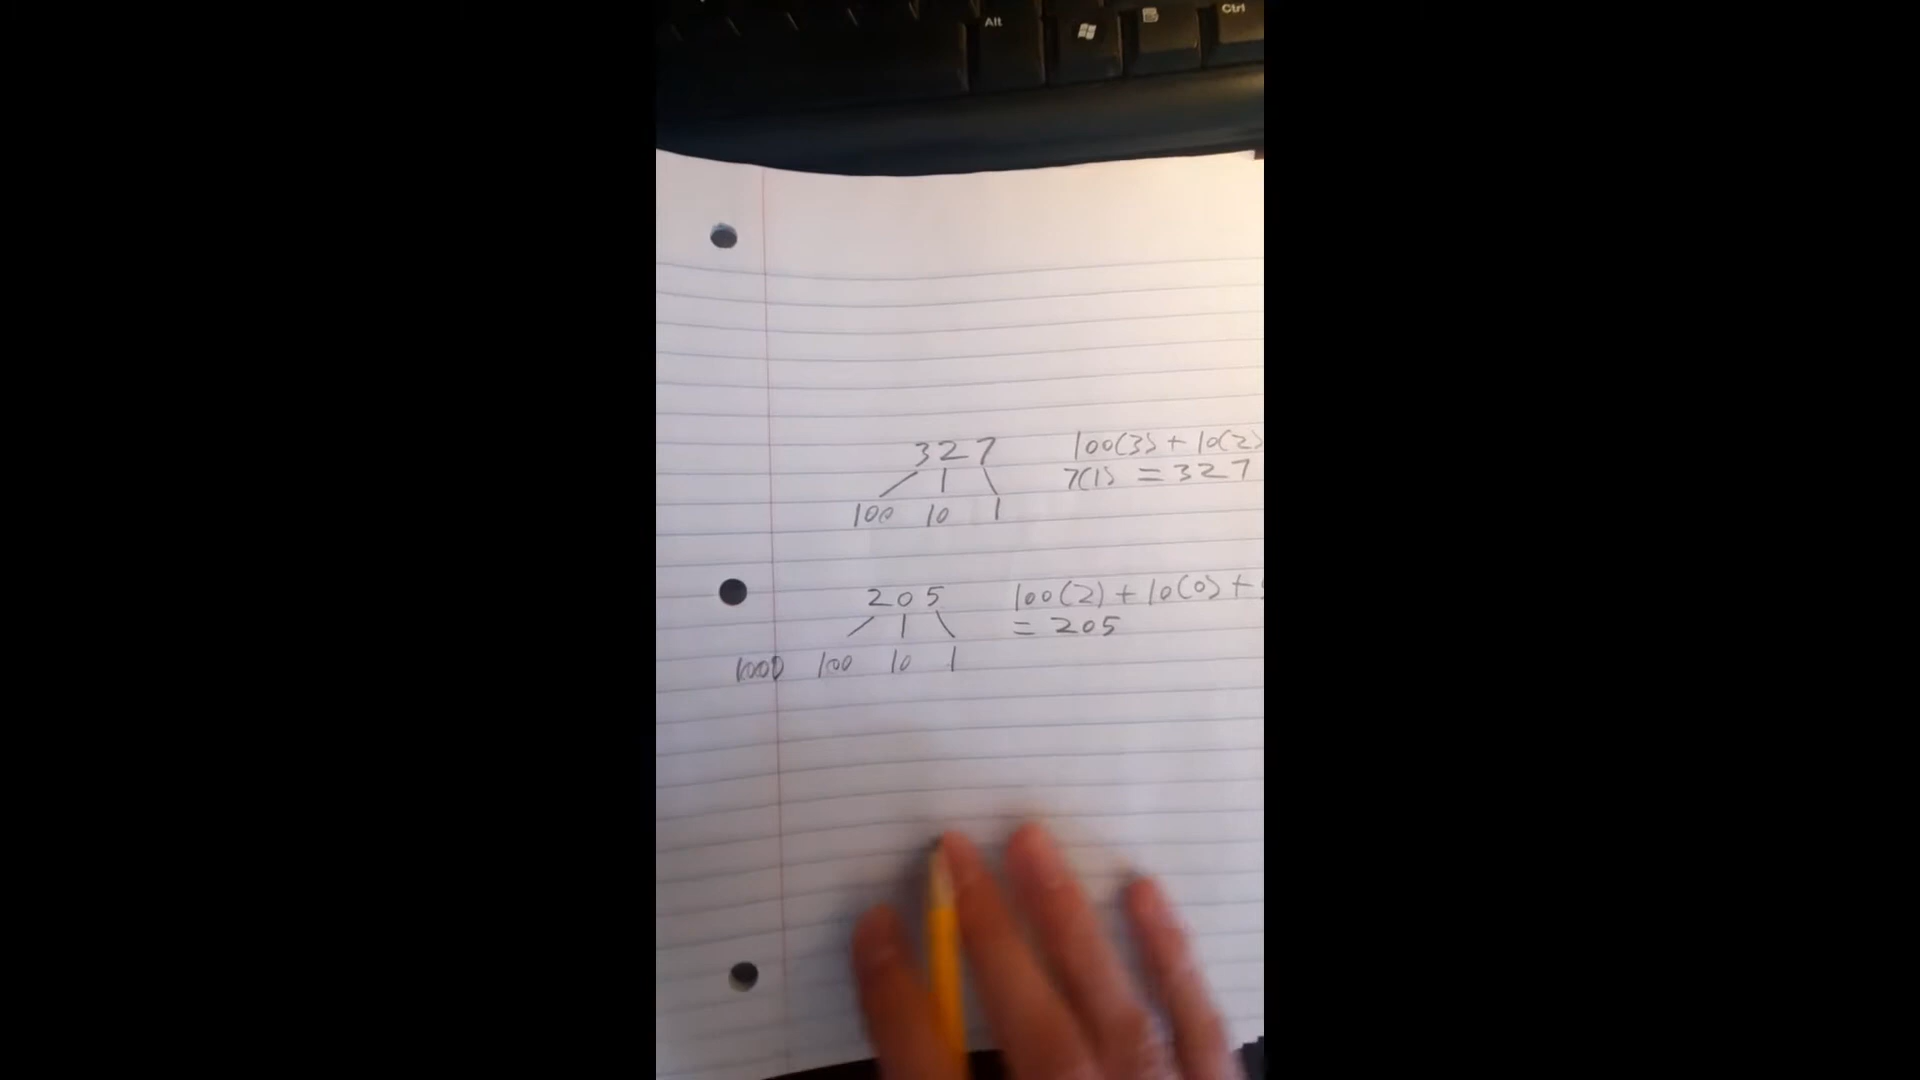 Alt
Ctrl
327 100(3) + 10(2)
7(1) = 327
100 10 1
205 100(2) + 10(0) +
= 205
1000 100 10 1